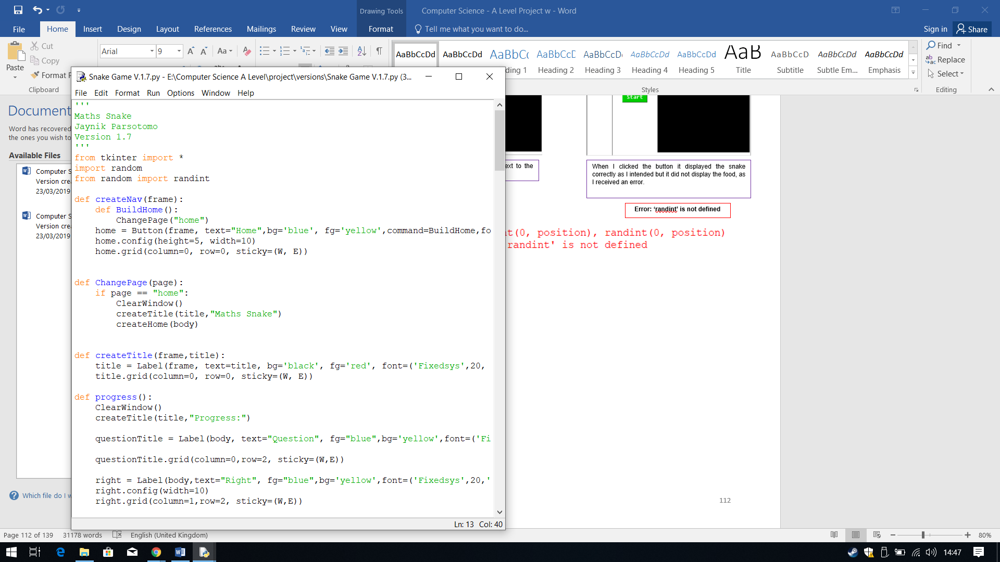 Drawing Tools
Computer Science - A Level Project w - Word
File Home Insert Design Layout References Mailings Review View Format Tell me what you want to do... Sign in Share
Paste
Cut
Copy
Format P
Clipboard
Arial 9
Aa
AaBbCcDd AaBbCcDd AaBbC AaBbCcD AaBbCcD AaBbCcDd AaBbCcDd AaB AaBbCcD AaBbCcDd AaBbCcDd
ding 1 Heading 2 Heading 3 Heading 4 Heading 5 Title Subtitle Subtle Em... Emphasis
Styles
Find
Replace
Select
Editing
Document
Word has recovered
the ones you wish to
Available Files
Computer S
Version cre
23/03/2019
Computer S
Version cre
23/03/2019
Which file do I w
Snake Game V.1.7.py - E:\Computer Science A Level\project\versions\Snake Game V.1.7.py (3...
File Edit Format Run Options Window Help
'''
Maths Snake
Jaynik Parsotomo
Version 1.7
'''
from tkinter import *
import random
from random import randint
def createNav(frame):
def BuildHome():
ChangePage("home")
home = Button(frame, text="Home",bg='blue', fg='yellow',command=BuildHome,fo
home.config(height=5, width=10)
home.grid(column=0, row=0, sticky=(W, E))
def ChangePage(page):
if page == "home":
ClearWindow()
createTitle(title,"Maths Snake")
createHome(body)
def createTitle(frame,title):
title = Label(frame, text=title, bg='black', fg='red', font=('Fixedsys',20,
title.grid(column=0, row=0, sticky=(W, E))
def progress():
ClearWindow()
createTitle(title,"Progress:")
questionTitle = Label(body, text="Question", fg="blue",bg='yellow',font=('Fi
questionTitle.grid(column=0,row=2, sticky=(W,E))
right = Label(body,text="Right", fg="blue",bg='yellow',font=('Fixedsys',20,'
right.config(width=10)
right.grid(column=1,row=2, sticky=(W,E))
Ln: 13 Col: 40
Start
ext to the
When I clicked the button it displayed the snake
correctly as I intended but it did not display the food, as
I received an error.
Error: ‘randint’ is not defined
nt(0, position), randint(0, position)
randint' is not defined
112
Page 112 of 139 31178 words English (United Kingdom) 80%
14:47